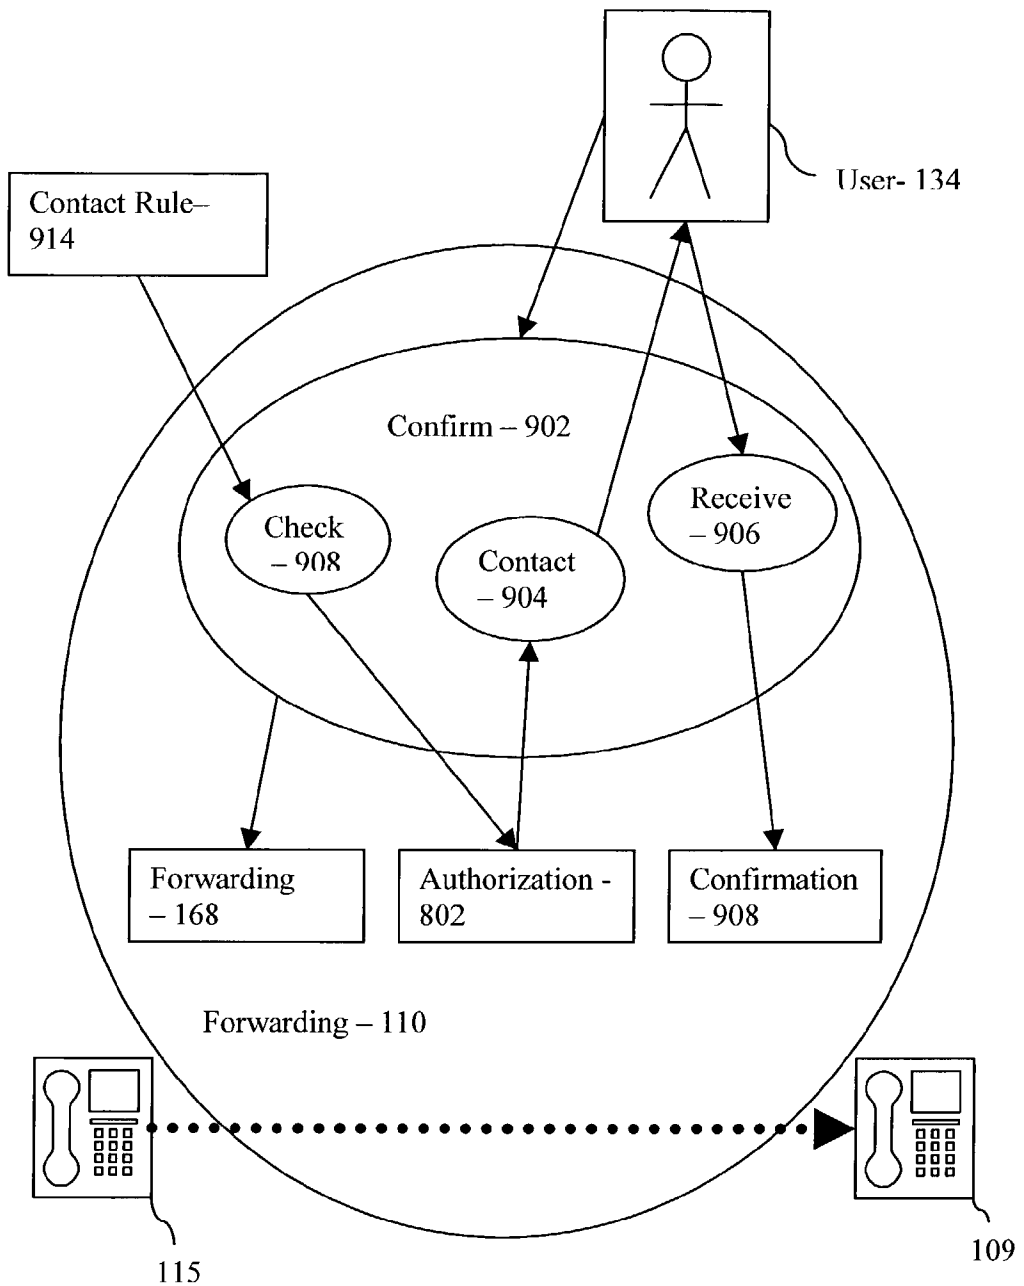 User- 134
Contact Rule–
914
Confirm – 902
Check
– 908
Contact
– 904
Receive
– 906
Forwarding
– 168
Authorization -
802
Confirmation
– 908
Forwarding – 110
115
109